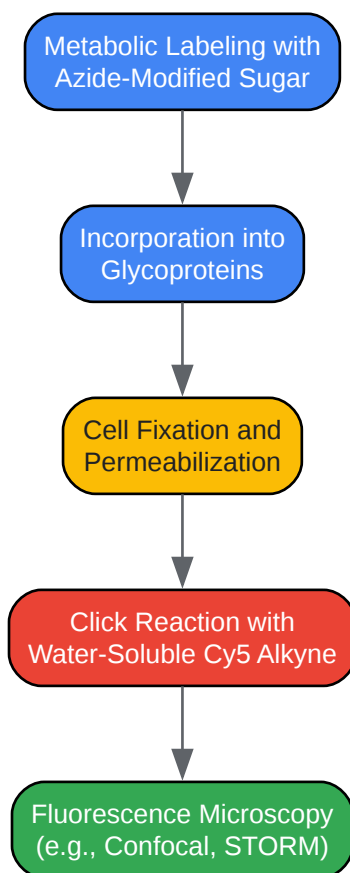 Metabolic Labeling with
Azide-Modified Sugar
Incorporation into
Glycoproteins
Cell Fixation and
Permeabilization
Click Reaction with
Water-Soluble Cy5 Alkyne
Fluorescence Microscopy
(e.g., Confocal, STORM)